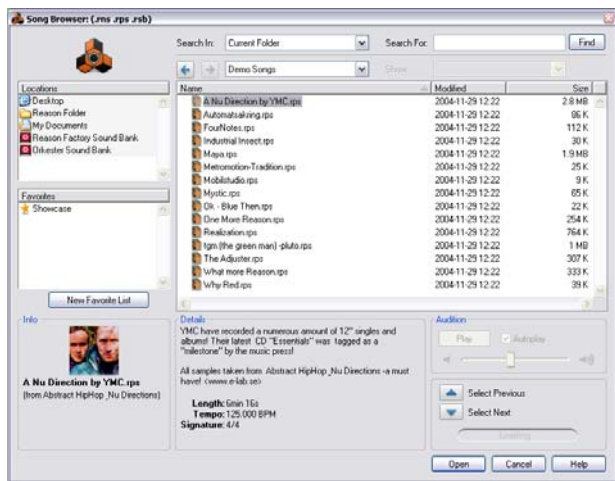 Song Browser: (.rns .rps .rsb)
Search In: Current Folder Search For: Find
Demo Songs Show
Locations
Desktop
Reason Folder
My Documents
Reason Factory Sound Bank
Orkester Sound Bank
Favorites
Showcase
New Favorite List
Name Modified Size
A Nu Direction by YMC.rps 2004-11-29 12:22 2.8 MB
Automatsakring.rps 2004-11-29 12:22 86 K
FourNotes.rps 2004-11-29 12:22 112 K
Industrial Insect.rps 2004-11-29 12:22 30 K
Maya.rps 2004-11-29 12:22 1.9 MB
Metromotion-Tradition.rps 2004-11-29 12:22 25 K
Mobilstudio.rps 2004-11-29 12:22 9 K
Mystic.rps 2004-11-29 12:22 65 K
Ok - Blue Then.rps 2004-11-29 12:22 22 K
One More Reason.rps 2004-11-29 12:22 254 K
Realization.rps 2004-11-29 12:22 764 K
tgm (the green man) -pluto.rps 2004-11-29 12:22 1 MB
The Adjuster.rps 2004-11-29 12:22 307 K
What more Reason.rps 2004-11-29 12:22 333 K
Why Red.rps 2004-11-29 12:22 39 K
Info
A Nu Direction by YMC.rps
(from Abstract HipHop_Nu Directions)
Details
YMC have recorded a numerous amount of 12" singles and
albums! Their latest CD "Essentials" was tagged as a
"milestone" by the music press!
All samples taken from Abstract HipHop_Nu Directions -a must
have! <www.e-lab.se>
Length: 6min 16s
Tempo: 125.000 BPM
Signature: 4/4
Audition
Play Autoplay
Select Previous
Select Next
Loading
Open Cancel Help